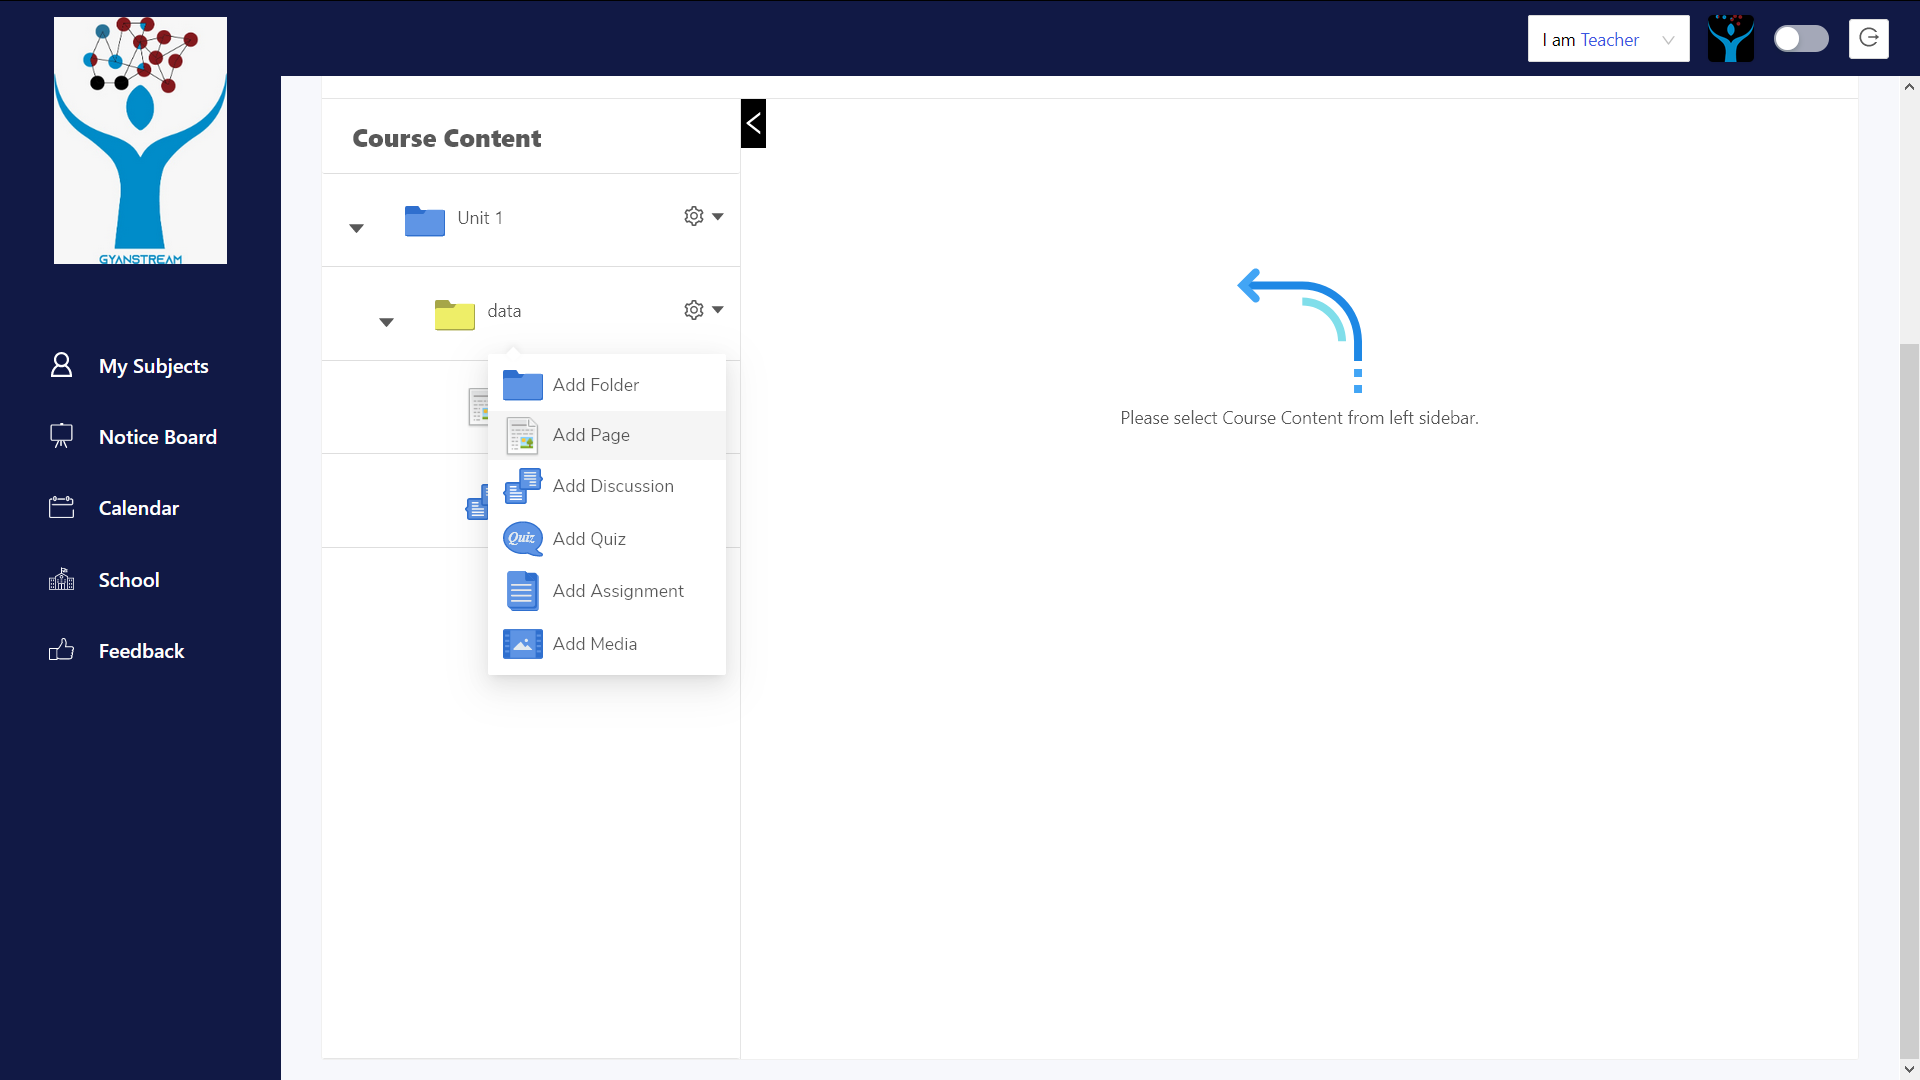 GYANSTREAM
I am Teacher
My Subjects
Notice Board
Calendar
School
Feedback
Course Content
Unit 1
data
Add Folder
Add Page
Add Discussion
Quiz
Add Quiz
Add Assignment
Add Media
Please select Course Content from left sidebar.